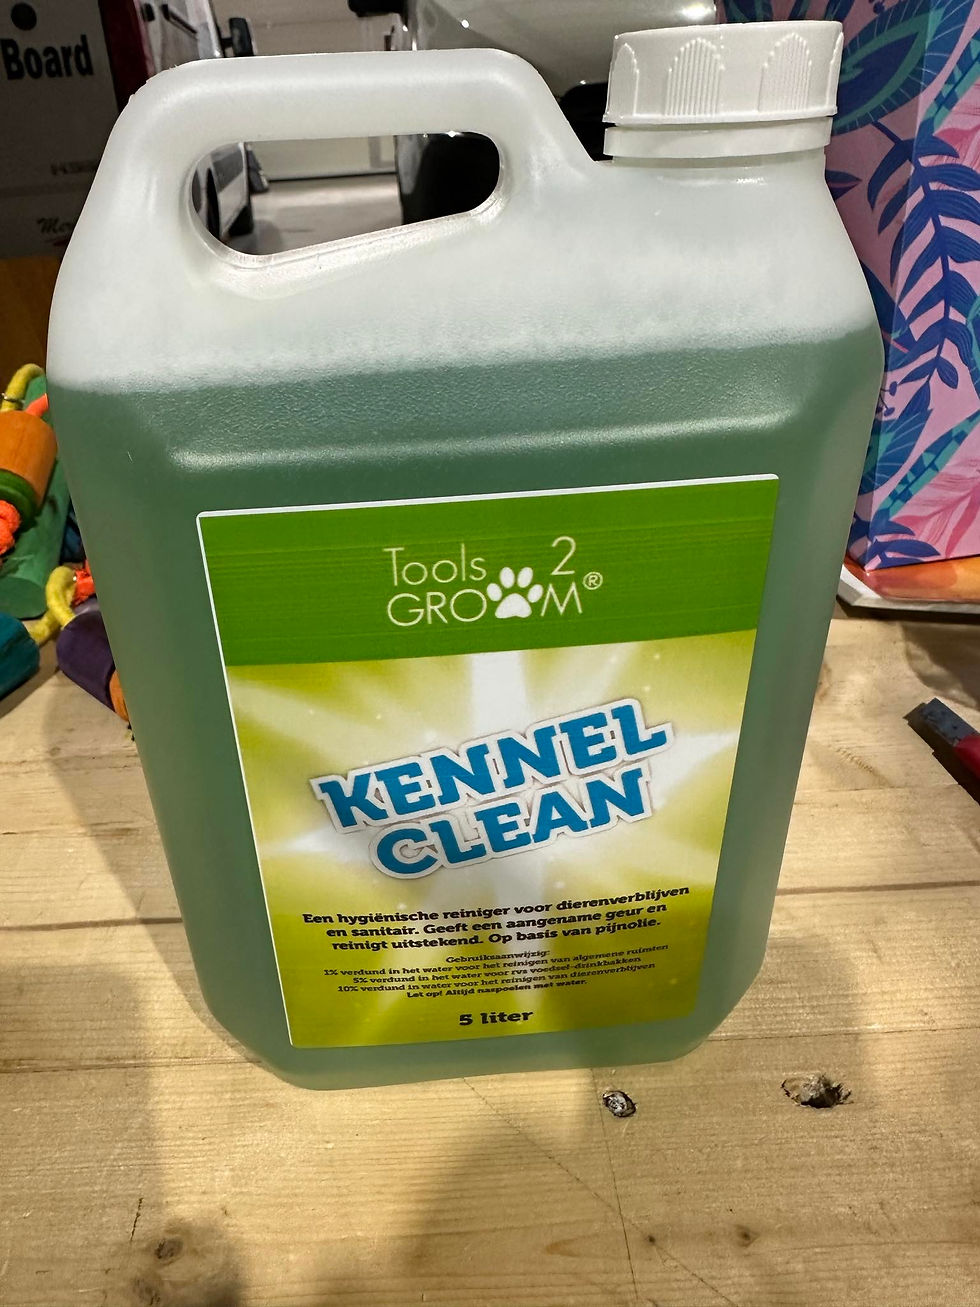 Board
Tools 2
GROOM®
KENNEL
CLEAN
Een hygiënische reiniger voor dierenverblijven
en sanitair. Geeft een aangename geur en
reinigt uitstekend. Op basis van pijnolie.
Gebruiksaanwijzig:
1% verdund in het water voor het reinigen van algemene ruimten
5% verdund in het water voor rvs voedsel-drinkbakken
10% verdund in water voor het reinigen van dierenverblijven
Let op! Altijd naspoelen met water.
5 liter